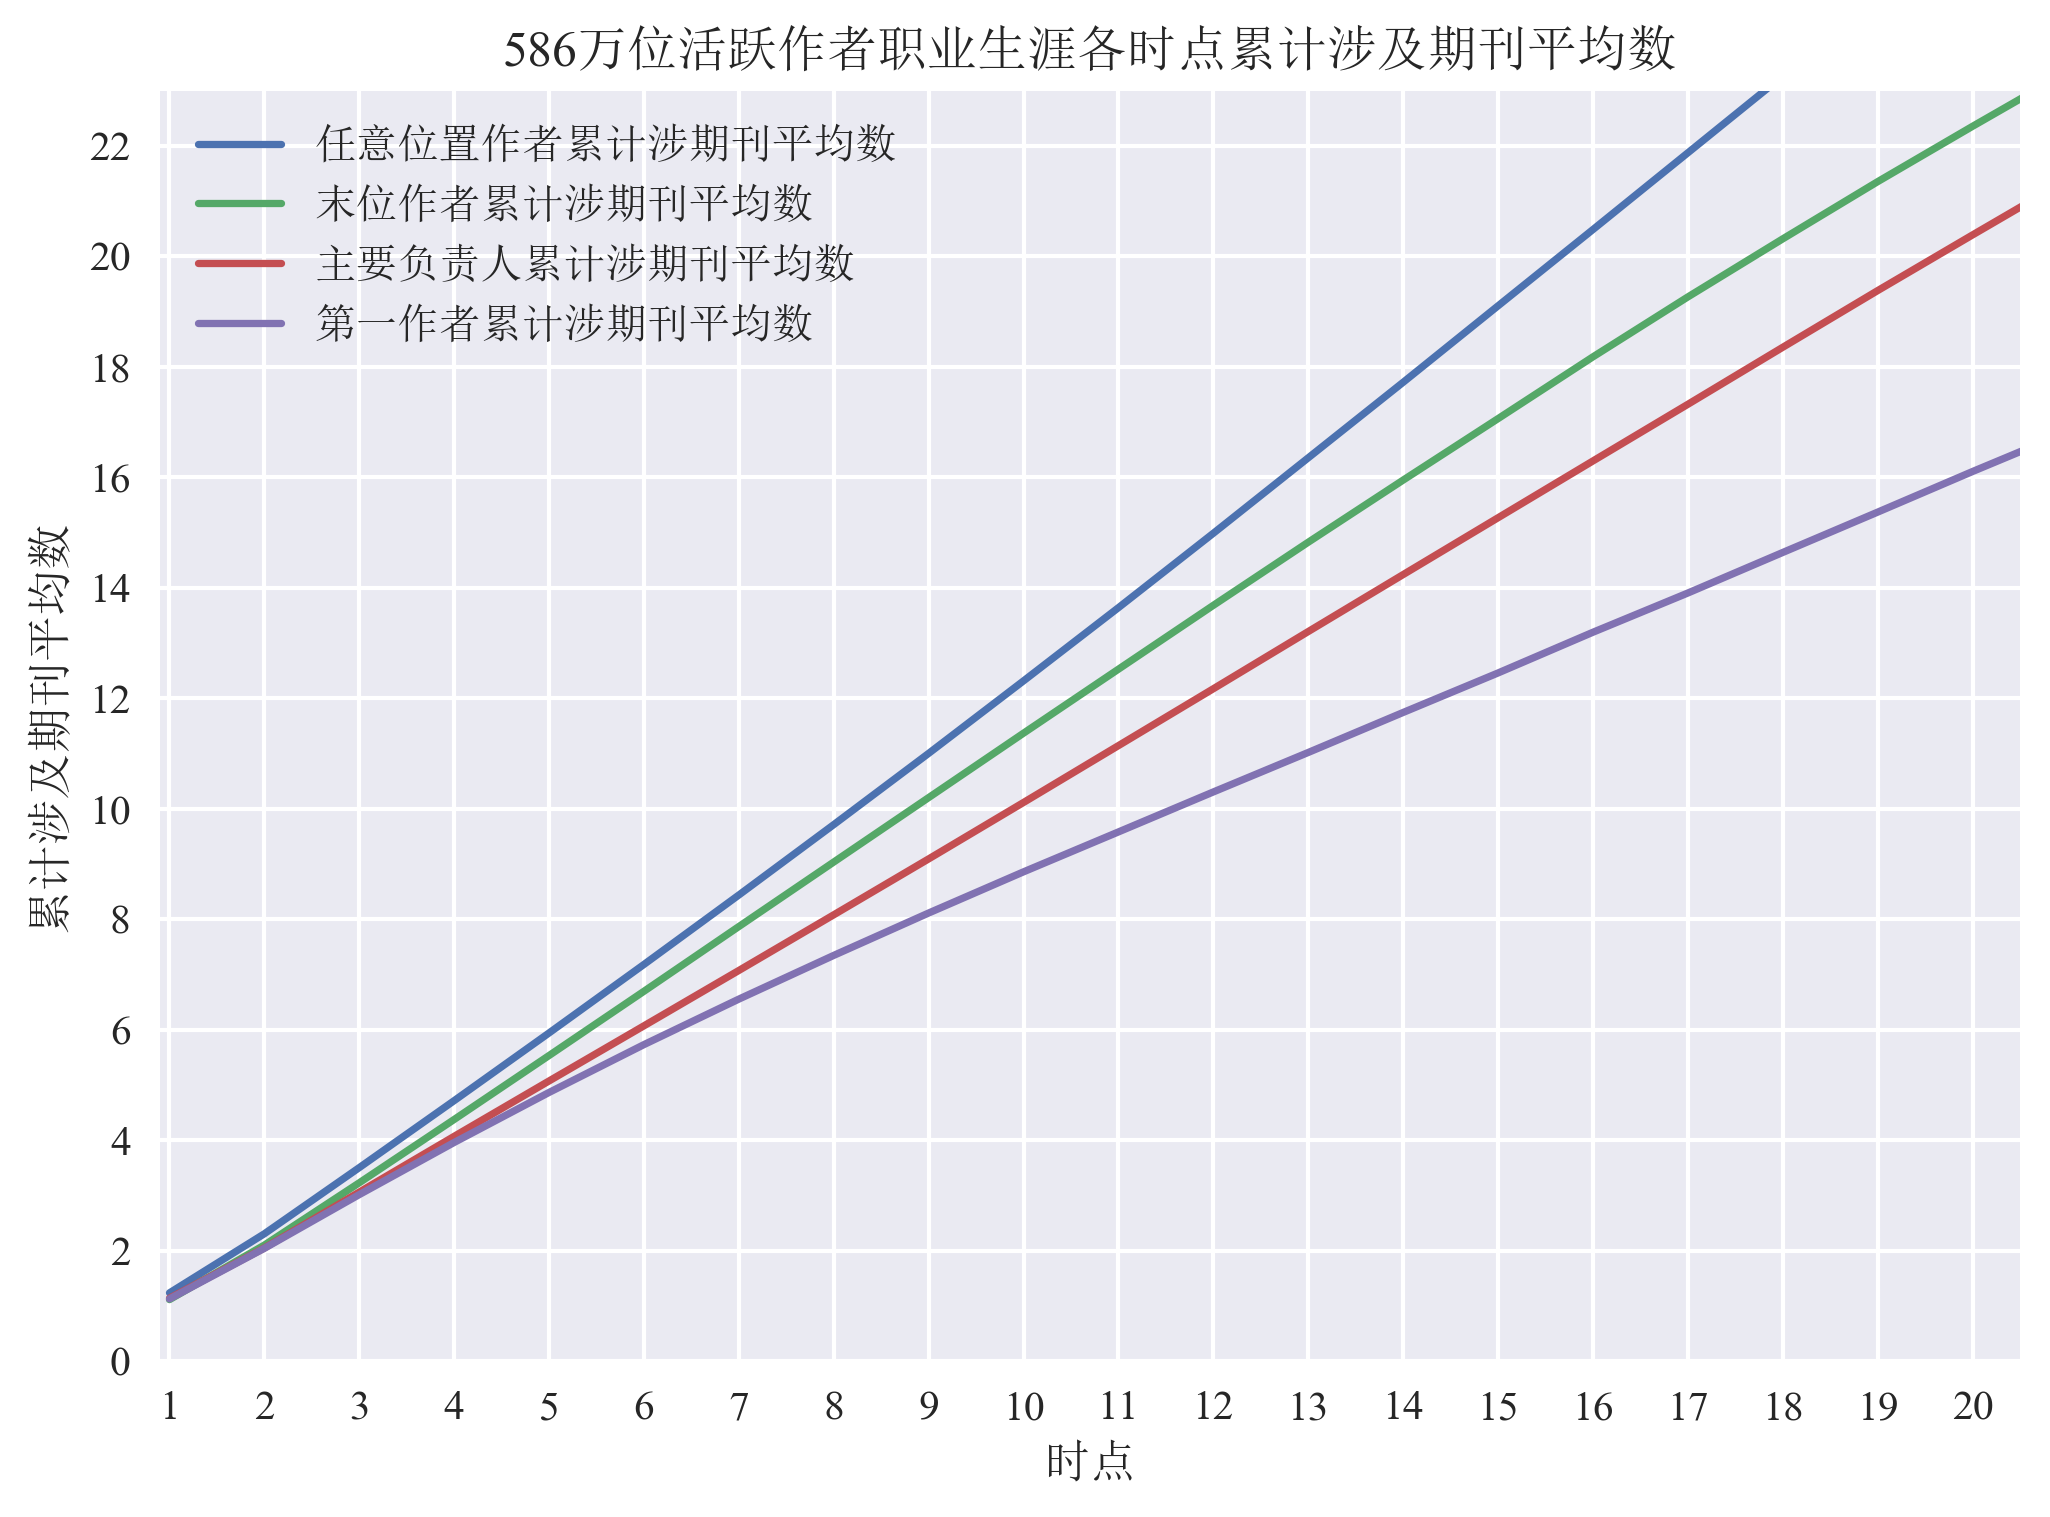 586万位活跃作者职业生涯各时点累计涉及期刊平均数
任意位置作者累计涉期刊平均数
末位作者累计涉期刊平均数
主要负责人累计涉期刊平均数
第一作者累计涉期刊平均数
累计涉及期刊平均数
22
20
18
16
14
12
10
8
6
4
2
0
1 2 3 4 5 6 7 8 9 10 11 12 13 14 15 16 17 18 19 20
时点